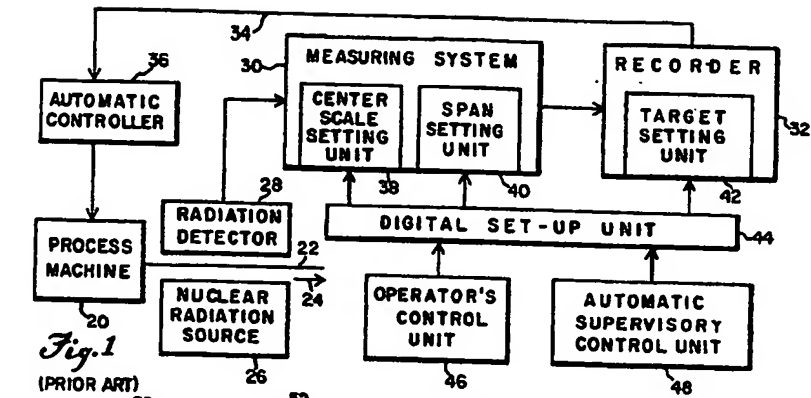 34
36
AUTOMATIC
CONTROLLER
30
MEASURING SYSTEM
CENTER
SCALE
SETTING
UNIT
38
SPAN
SETTING
UNIT
40
RECORDER
TARGET
SETTING
UNIT
42
32
28
RADIATION
DETECTOR
DIGITAL SET-UP UNIT
44
PROCESS
MACHINE
20
22
24
NUCLEAR
RADIATION
SOURCE
26
OPERATOR'S
CONTROL
UNIT
46
AUTOMATIC
SUPERVISORY
CONTROL UNIT
48
Fig.1
(PRIOR ART)